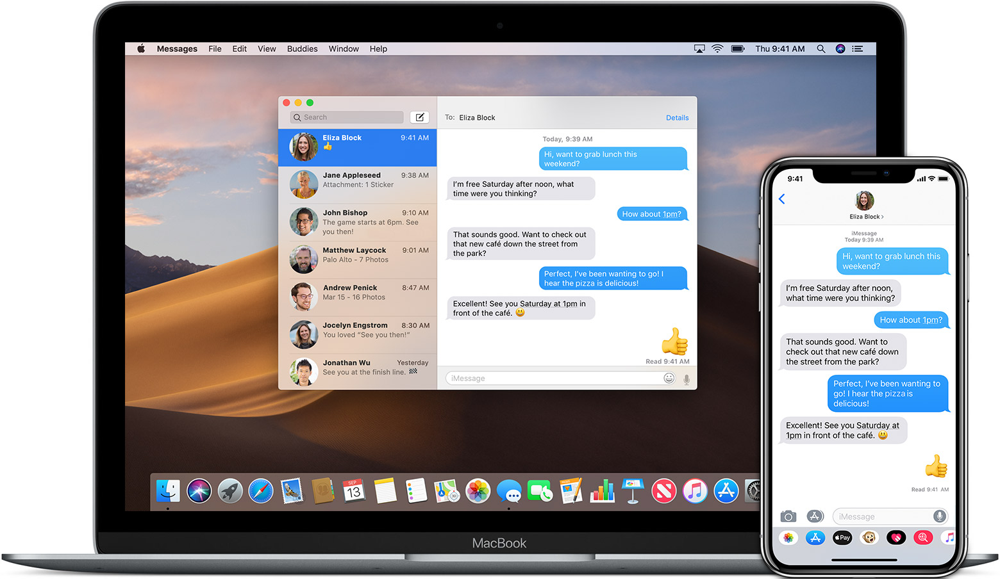 Messages File Edit View Buddies Window Help
Thu 9:41 AM
Search
Eliza Block 9:41 AM
👍
Jane Appleseed 9:38 AM
Attachment: 1 Sticker
John Bishop 9:10 AM
The game starts at 6pm. See
you then!
Matthew Laycock 9:01 AM
Palo Alto - 7 Photos
Andrew Penick 8:47 AM
Mar 15 - 16 Photos
Jocelyn Engstrom 8:30 AM
You loved “See you then!”
Jonathan Wu Yesterday
See you at the finish line. 🏁
To: Eliza Block Details
Today, 9:39 AM
Hi, want to grab lunch this
weekend?
I’m free Saturday after noon, what
time were you thinking?
How about 1pm?
That sounds good. Want to check out
that new café down the street from
the park?
Perfect, I’ve been wanting to go! I
hear the pizza is delicious!
Excellent! See you Saturday at 1pm in
front of the café. 😃
👍
Read 9:41 AM
iMessage
SEP
13
3D
PAGES
MacBook
9:41
Eliza Block >
iMessage
Today 9:39 AM
Hi, want to grab lunch this
weekend?
I’m free Saturday after noon,
what time were you thinking?
How about 1pm?
That sounds good. Want to
check out that new café down
the street from the park?
Perfect, I’ve been wanting to
go! I hear the pizza is
delicious!
Excellent! See you Saturday at
1pm in front of the café. 😃
👍
Read 9:41 AM
iMessage
Pay